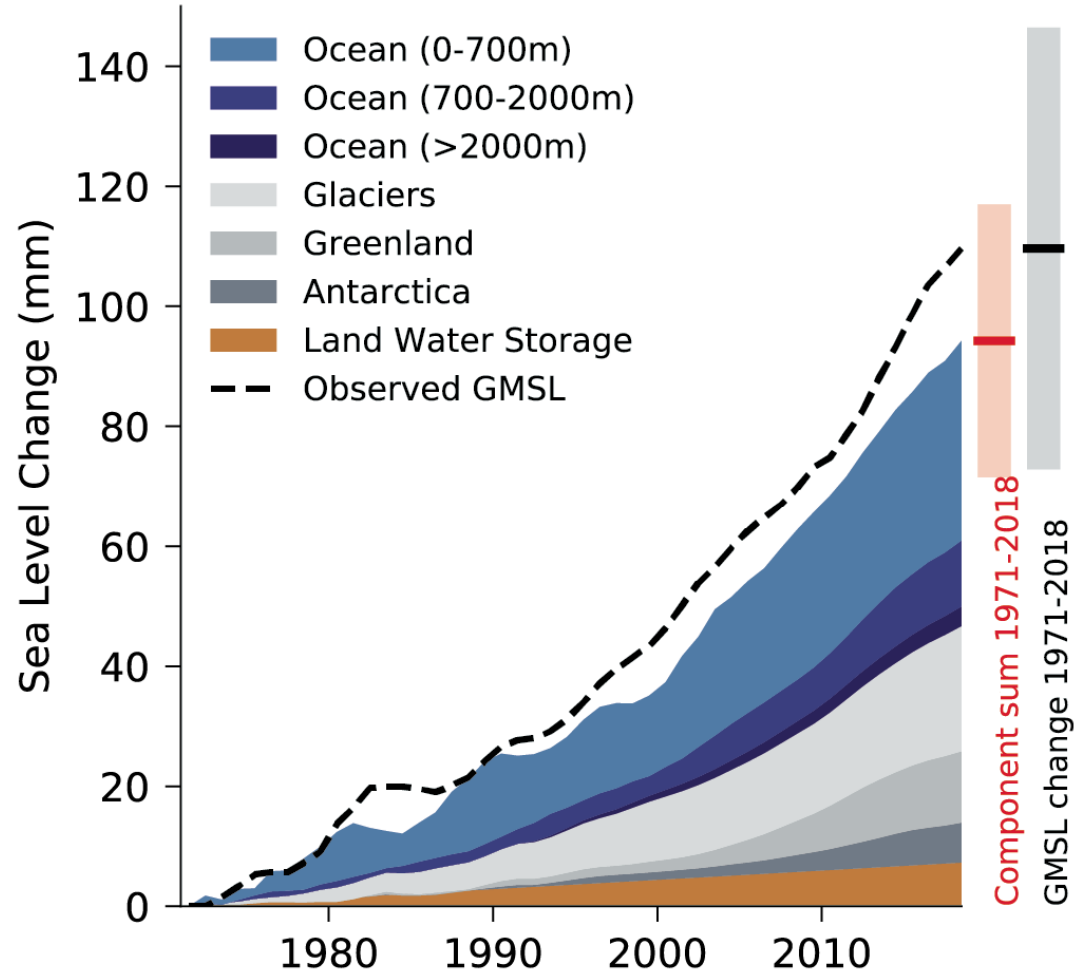 Sea Level Change (mm)
140
120
100
80
60
40
20
0
1980
1990
2000
2010
Ocean (0-700m)
Ocean (700-2000m)
Ocean (>2000m)
Glaciers
Greenland
Antarctica
Land Water Storage
Observed GMSL
Component sum 1971-2018
GMSL change 1971-2018